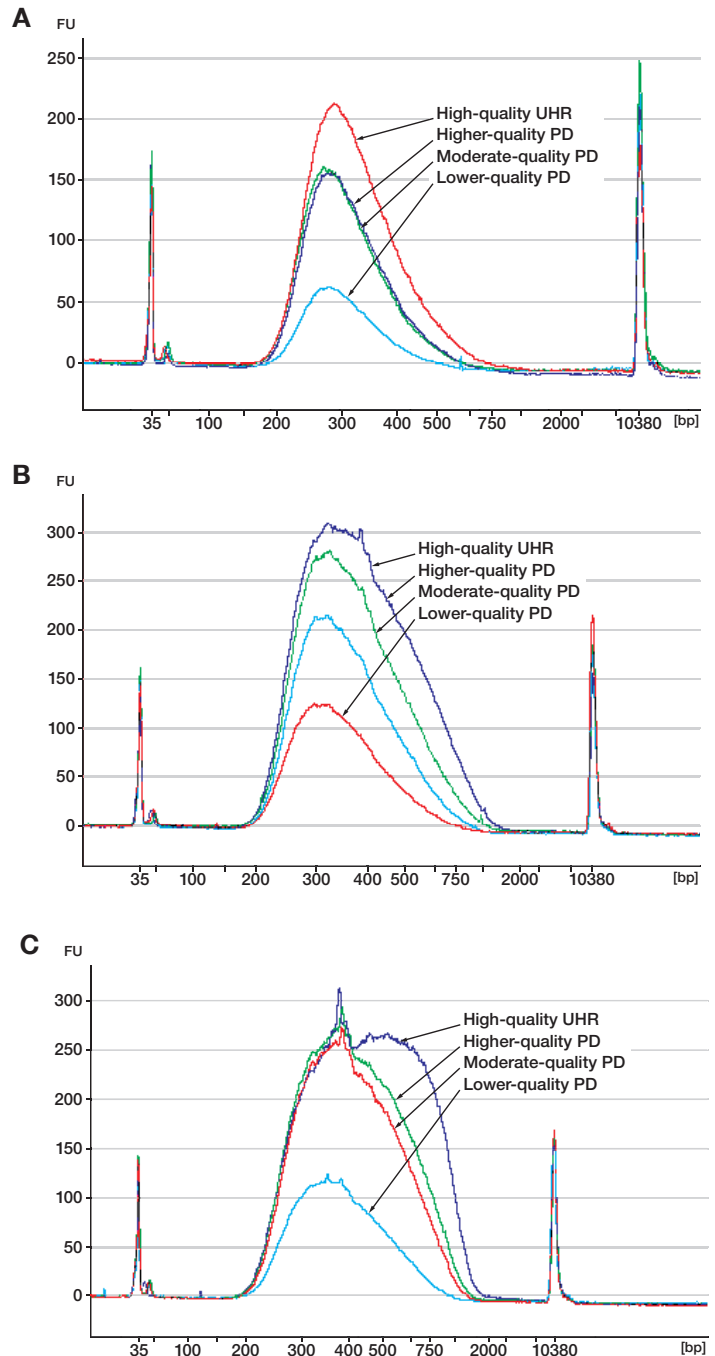 A
FU
250
200
150
100
50
0
High-quality UHR
Higher-quality PD
Moderate-quality PD
Lower-quality PD
35 100 200 300 400 500 750 2000 10380 [bp]
B
FU
300
250
200
150
100
50
0
High-quality UHR
Higher-quality PD
Moderate-quality PD
Lower-quality PD
35 100 200 300 400 500 750 2000 10380 [bp]
C
FU
300
250
200
150
100
50
0
High-quality UHR
Higher-quality PD
Moderate-quality PD
Lower-quality PD
35 100 200 300 400 500 750 2000 10380 [bp]